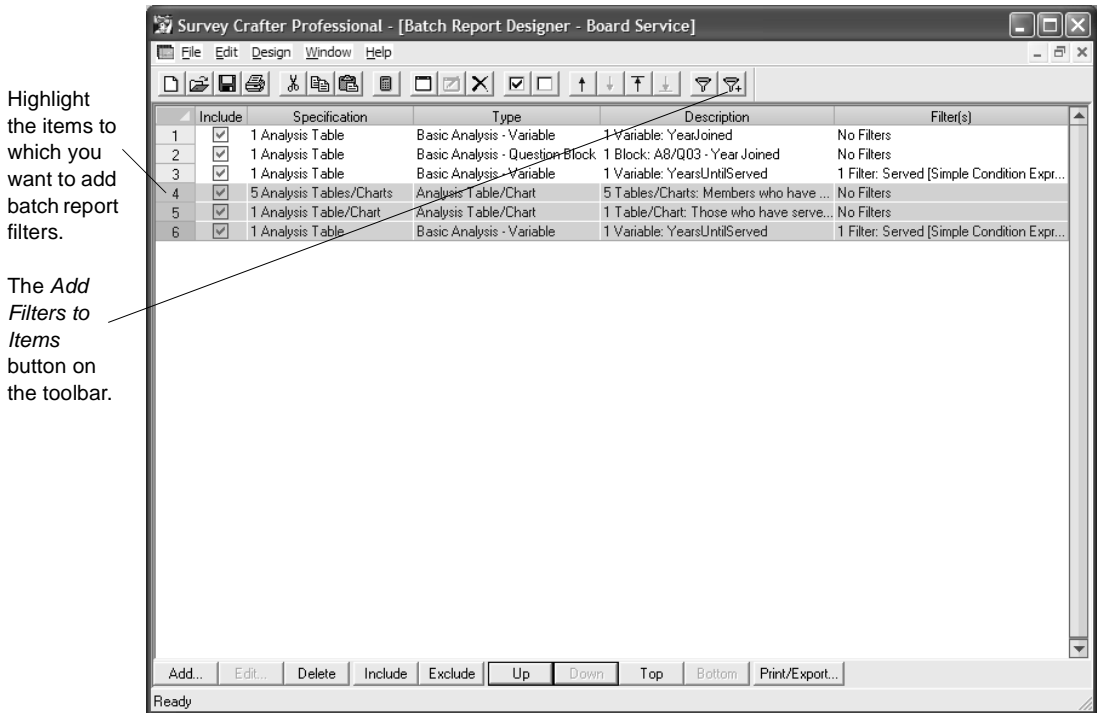 Highlight
the items to
which you
want to add
batch report
filters.
The Add
Filters to
Items
button on
the toolbar.
Survey Crafter Professional - [Batch Report Designer - Board Service]
File Edit Design Window Help
Include Specification Type Description Filter(s)
1 1 Analysis Table Basic Analysis - Variable 1 Variable: YearJoined No Filters
2 1 Analysis Table Basic Analysis - Question Block 1 Block: A8/Q03 - Year Joined No Filters
3 1 Analysis Table Basic Analysis - Variable 1 Variable: YearsUntilServed 1 Filter: Served [Simple Condition Expr...
4 5 Analysis Tables/Charts Analysis Table/Chart 5 Tables/Charts: Members who have ... No Filters
5 1 Analysis Table/Chart Analysis Table/Chart 1 Table/Chart: Those who have serve... No Filters
6 1 Analysis Table Basic Analysis - Variable 1 Variable: YearsUntilServed 1 Filter: Served [Simple Condition Expr...
Add... Edit... Delete Include Exclude Up Down Top Bottom Print/Export...
Ready